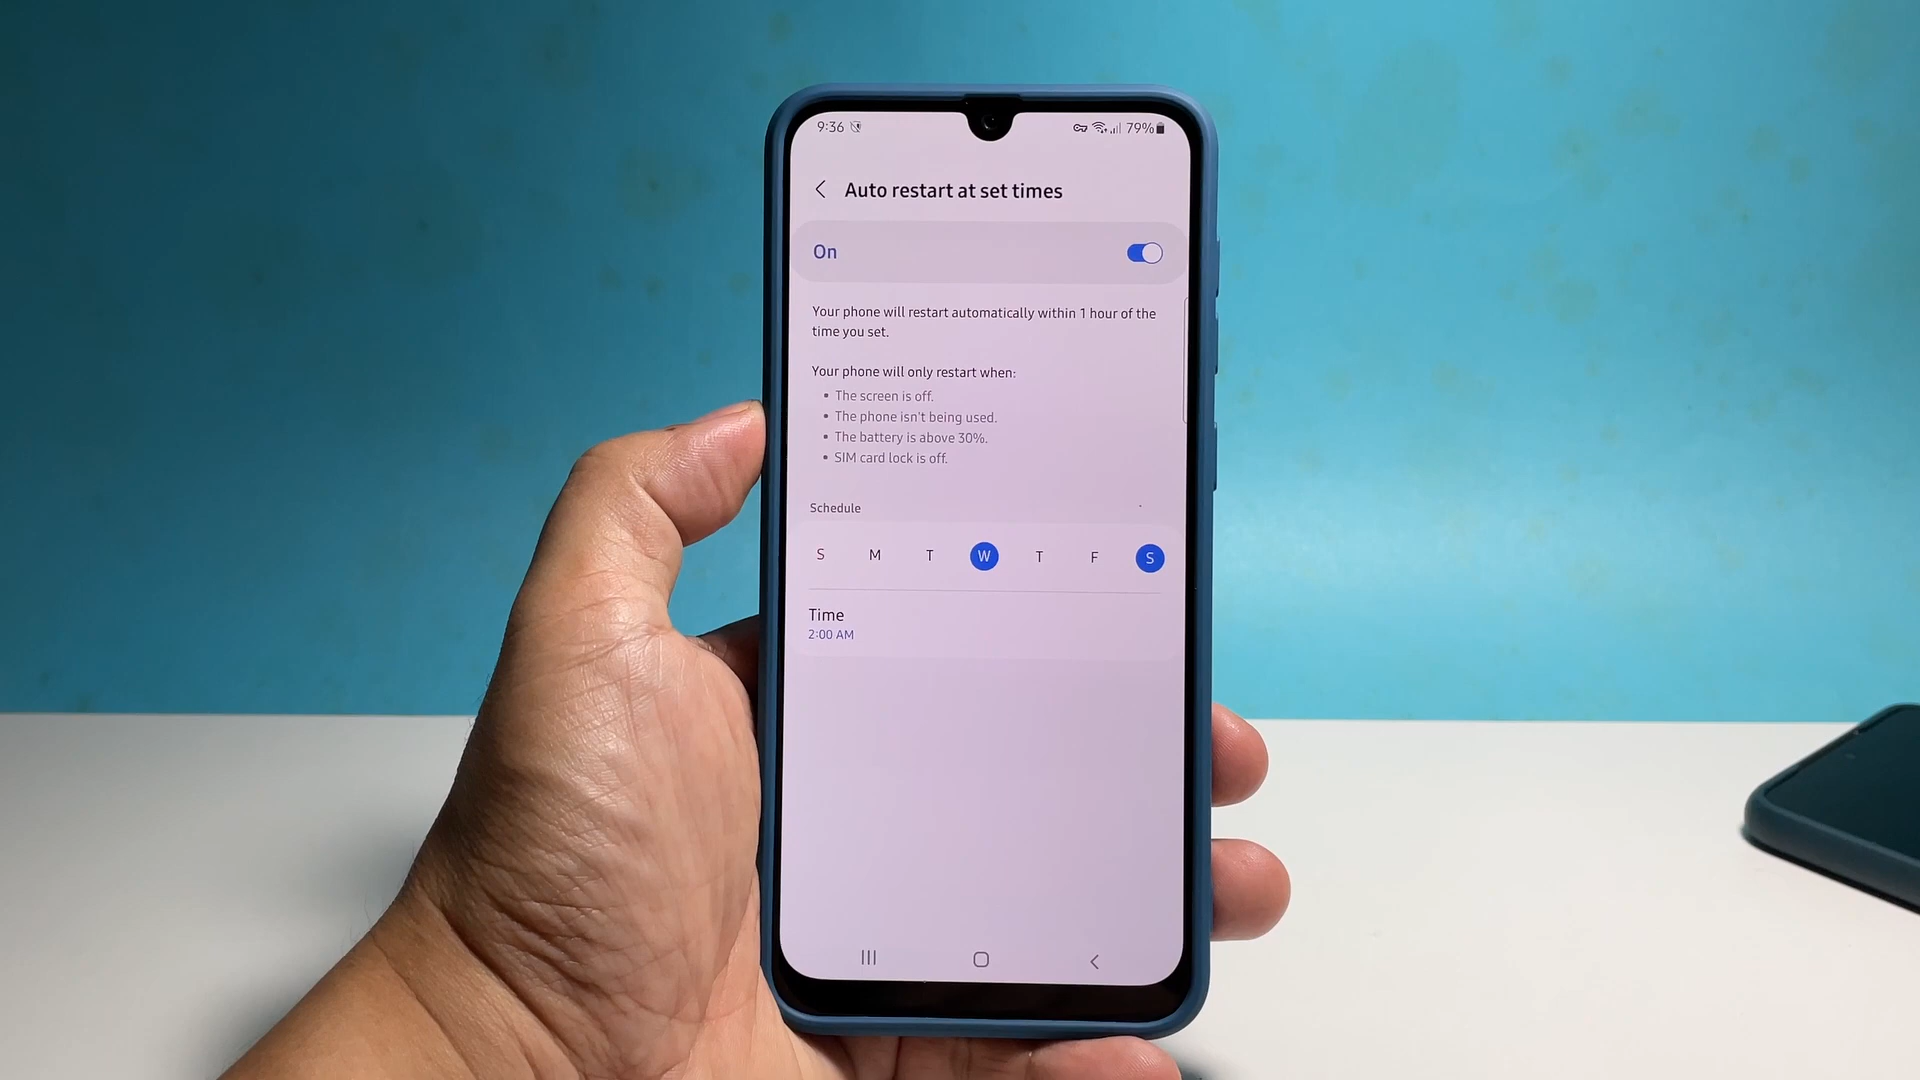 9:36 79%
Auto restart at set times
On
Your phone will restart automatically within 1 hour of the
time you set.
Your phone will only restart when:
• The screen is off.
• The phone isn't being used.
• The battery is above 30%.
• SIM card lock is off.
Schedule
S M T W T F S
Time
2:00 AM